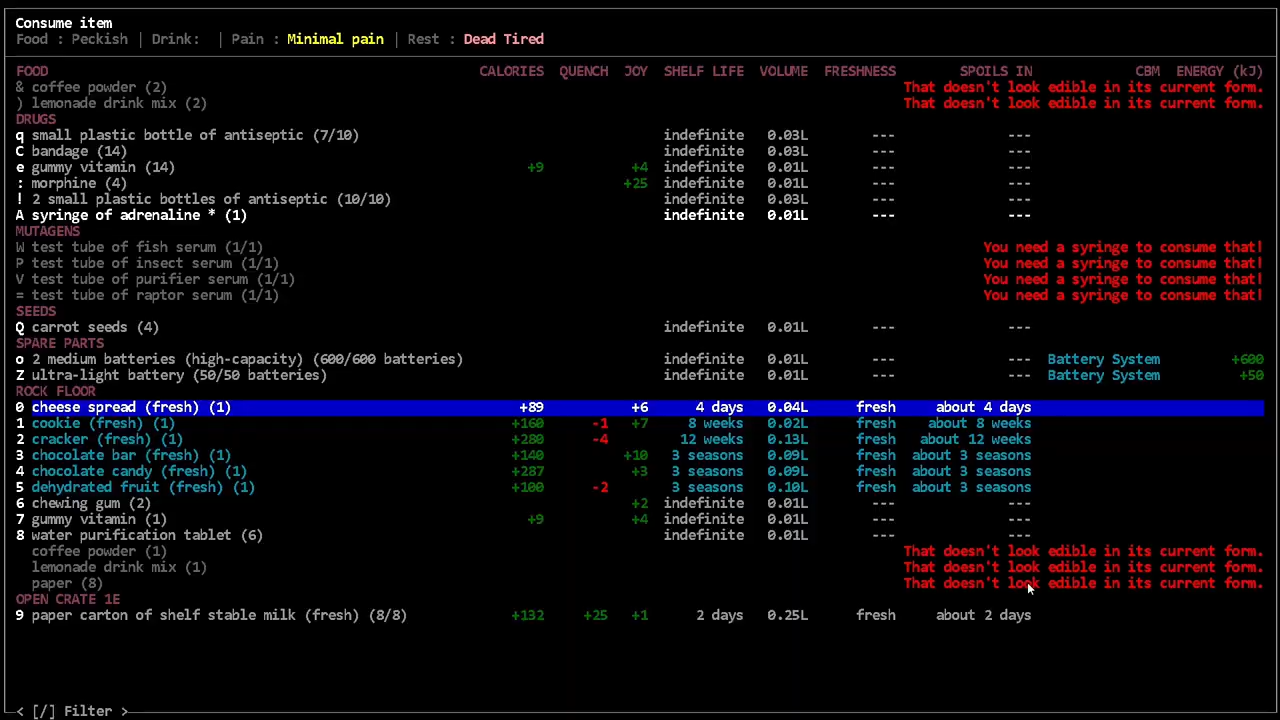 Consume item
Food : Peckish | Drink: | Pain : Minimal pain | Rest : Dead Tired
FOOD CALORIES QUENCH JOY SHELF LIFE VOLUME FRESHNESS SPOILS IN CBM ENERGY (kJ)
& coffee powder (2) That doesn't look edible in its current form.
) lemonade drink mix (2) That doesn't look edible in its current form.
DRUGS
q small plastic bottle of antiseptic (7/10) indefinite 0.03L --- ---
C bandage (14) indefinite 0.03L --- ---
e gummy vitamin (14) +9 +4 indefinite 0.01L --- ---
: morphine (4) +25 indefinite 0.01L --- ---
! 2 small plastic bottles of antiseptic (10/10) indefinite 0.03L --- ---
A syringe of adrenaline * (1) indefinite 0.01L --- ---
MUTAGENS
W test tube of fish serum (1/1) You need a syringe to consume that!
P test tube of insect serum (1/1) You need a syringe to consume that!
V test tube of purifier serum (1/1) You need a syringe to consume that!
= test tube of raptor serum (1/1) You need a syringe to consume that!
SEEDS
Q carrot seeds (4) indefinite 0.01L --- ---
SPARE PARTS
o 2 medium batteries (high-capacity) (600/600 batteries) indefinite 0.01L --- --- Battery System +600
Z ultra-light battery (50/50 batteries) indefinite 0.01L --- --- Battery System +50
ROCK FLOOR
0 cheese spread (fresh) (1) +89 +6 4 days 0.04L fresh about 4 days
1 cookie (fresh) (1) +160 -1 +7 8 weeks 0.02L fresh about 8 weeks
2 cracker (fresh) (1) +280 -4 12 weeks 0.13L fresh about 12 weeks
3 chocolate bar (fresh) (1) +140 +10 3 seasons 0.09L fresh about 3 seasons
4 chocolate candy (fresh) (1) +287 +3 3 seasons 0.09L fresh about 3 seasons
5 dehydrated fruit (fresh) (1) +100 -2 3 seasons 0.10L fresh about 3 seasons
6 chewing gum (2) +2 indefinite 0.01L --- ---
7 gummy vitamin (1) +9 +4 indefinite 0.01L --- ---
8 water purification tablet (6) indefinite 0.01L --- ---
coffee powder (1) That doesn't look edible in its current form.
lemonade drink mix (1) That doesn't look edible in its current form.
paper (8) That doesn't look edible in its current form.
OPEN CRATE 1E
9 paper carton of shelf stable milk (fresh) (8/8) +132 +25 +1 2 days 0.25L fresh about 2 days
< [/] Filter >